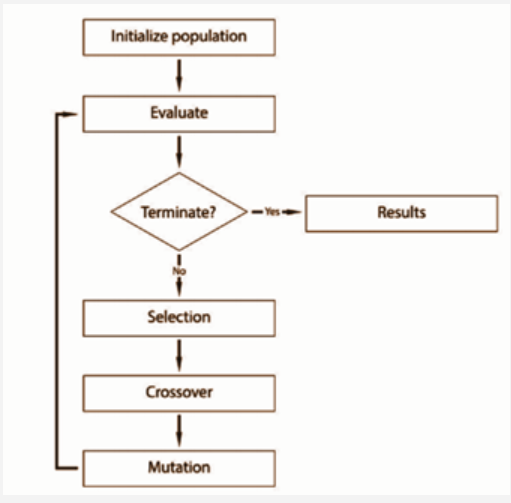 Initialize population
Evaluate
Terminate?
Yes
Results
No
Selection
Crossover
Mutation